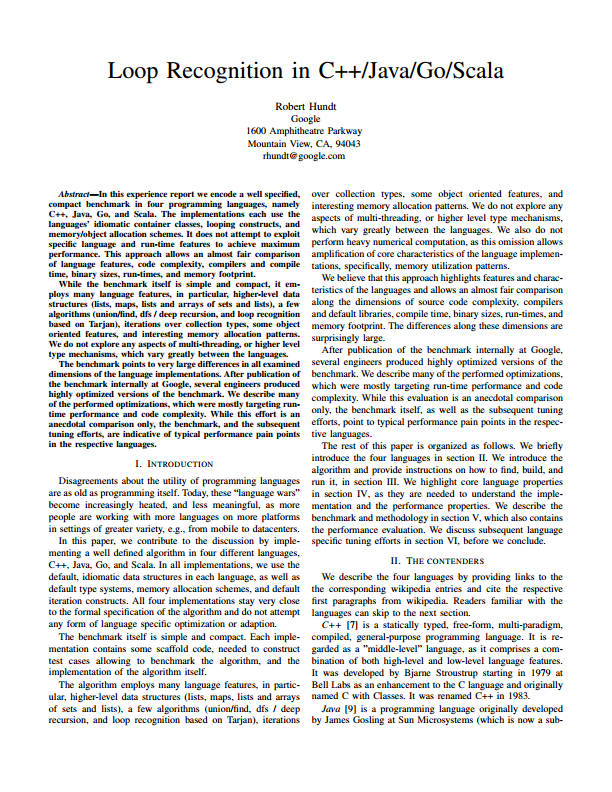 Loop Recognition in C++/Java/Go/Scala
Robert Hundt
Google
1600 Amphitheatre Parkway
Mountain View, CA, 94043
rhundt@google.com
Abstract—In this experience report we encode a well specified,
compact benchmark in four programming languages, namely
C++, Java, Go, and Scala. The implementations each use the
languages' idiomatic container classes, looping constructs, and
memory/object allocation schemes. It does not attempt to exploit
specific language and run-time features to achieve maximum
performance. This approach allows an almost fair comparison
of language features, code complexity, compilers and compile
time, binary sizes, run-times, and memory footprint.
While the benchmark itself is simple and compact, it em-
ploys many language features, in particular, higher-level data
structures (lists, maps, lists and arrays of sets and lists), a few
algorithms (union/find, dfs / deep recursion, and loop recognition
based on Tarjan), iterations over collection types, some object
oriented features, and interesting memory allocation patterns.
We do not explore any aspects of multi-threading, or higher level
type mechanisms, which vary greatly between the languages.
The benchmark points to very large differences in all examined
dimensions of the language implementations. After publication of
the benchmark internally at Google, several engineers produced
highly optimized versions of the benchmark. We describe many
of the performed optimizations, which were mostly targeting run-
time performance and code complexity. While this effort is an
anecdotal comparison only, the benchmark, and the subsequent
tuning efforts, are indicative of typical performance pain points
in the respective languages.
I. INTRODUCTION
Disagreements about the utility of programming languages
are as old as programming itself. Today, these "language wars"
become increasingly heated, and less meaningful, as more
people are working with more languages on more platforms
in settings of greater variety, e.g., from mobile to datacenters.
In this paper, we contribute to the discussion by imple-
menting a well defined algorithm in four different languages,
C++, Java, Go, and Scala. In all implementations, we use the
default, idiomatic data structures in each language, as well as
default type systems, memory allocation schemes, and default
iteration constructs. All four implementations stay very close
to the formal specification of the algorithm and do not attempt
any form of language specific optimization or adaption.
The benchmark itself is simple and compact. Each imple-
mentation contains some scaffold code, needed to construct
test cases allowing to benchmark the algorithm, and the
implementation of the algorithm itself.
The algorithm employs many language features, in partic-
ular, higher-level data structures (lists, maps, lists and arrays
of sets and lists), a few algorithms (union/find, dfs / deep
recursion, and loop recognition based on Tarjan), iterations
over collection types, some object oriented features, and
interesting memory allocation patterns. We do not explore any
aspects of multi-threading, or higher level type mechanisms,
which vary greatly between the languages. We also do not
perform heavy numerical computation, as this omission allows
amplification of core characteristics of the language implemen-
tations, specifically, memory utilization patterns.
We believe that this approach highlights features and charac-
teristics of the languages and allows an almost fair comparison
along the dimensions of source code complexity, compilers
and default libraries, compile time, binary sizes, run-times, and
memory footprint. The differences along these dimensions are
surprisingly large.
After publication of the benchmark internally at Google,
several engineers produced highly optimized versions of the
benchmark. We describe many of the performed optimizations,
which were mostly targeting run-time performance and code
complexity. While this evaluation is an anecdotal comparison
only, the benchmark itself, as well as the subsequent tuning
efforts, point to typical performance pain points in the respec-
tive languages.
The rest of this paper is organized as follows. We briefly
introduce the four languages in section II. We introduce the
algorithm and provide instructions on how to find, build, and
run it, in section III. We highlight core language properties
in section IV, as they are needed to understand the imple-
mentation and the performance properties. We describe the
benchmark and methodology in section V, which also contains
the performance evaluation. We discuss subsequent language
specific tuning efforts in section VI, before we conclude.
II. THE CONTENDERS
We describe the four languages by providing links to the
the corresponding wikipedia entries and cite the respective
first paragraphs from wikipedia. Readers familiar with the
languages can skip to the next section.
C++ [7] is a statically typed, free-form, multi-paradigm,
compiled, general-purpose programming language. It is re-
garded as a "middle-level" language, as it comprises a com-
bination of both high-level and low-level language features.
It was developed by Bjarne Stroustrup starting in 1979 at
Bell Labs as an enhancement to the C language and originally
named C with Classes. It was renamed C++ in 1983.
Java [9] is a programming language originally developed
by James Gosling at Sun Microsystems (which is now a sub-